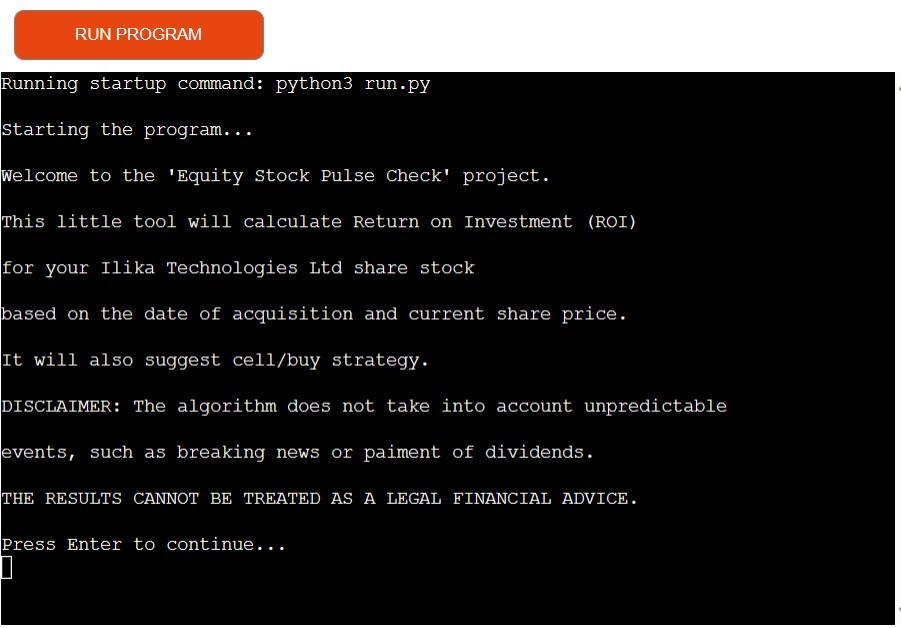 RUN PROGRAM
Running startup command: python3 run.py
Starting the program...
Welcome to the 'Equity Stock Pulse Check' project.
This little tool will calculate Return on Investment (ROI)
for your Ilika Technologies Ltd share stock
based on the date of acquisition and current share price.
It will also suggest cell/buy strategy.
DISCLAIMER: The algorithm does not take into account unpredictable
events, such as breaking news or paiment of dividends.
THE RESULTS CANNOT BE TREATED AS A LEGAL FINANCIAL ADVICE.
Press Enter to continue...